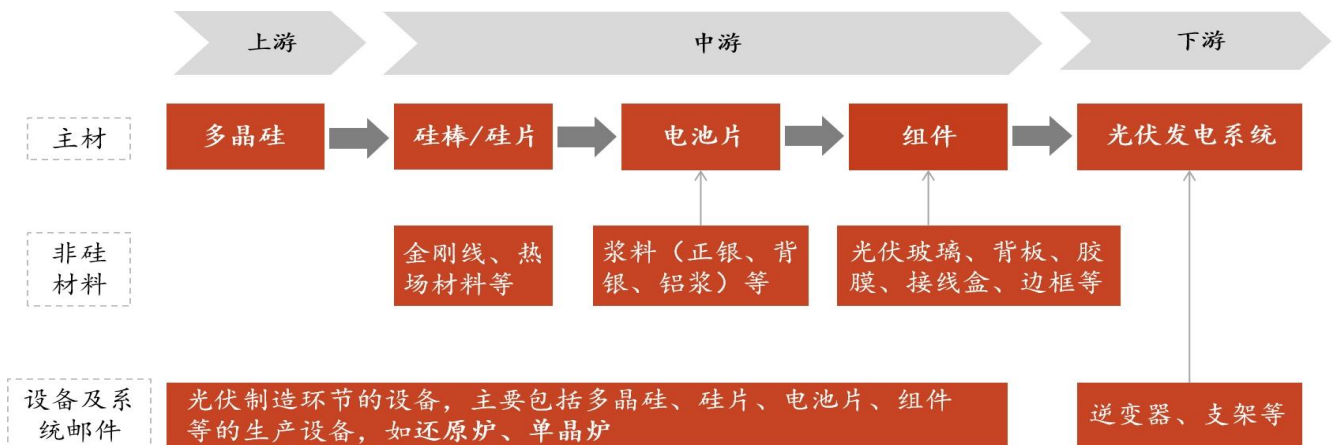 上游
中游
下游
主材
多晶硅
硅棒/硅片
电池片
组件
光伏发电系统
非硅
材料
金刚线、热
场材料等
浆料（正银、背
银、铝浆）等
光伏玻璃、背板、胶
膜、接线盒、边框等
设备及系
统邮件
光伏制造环节的设备，主要包括多晶硅、硅片、电池片、组件
等的生产设备，如还原炉、单晶炉
逆变器、支架等